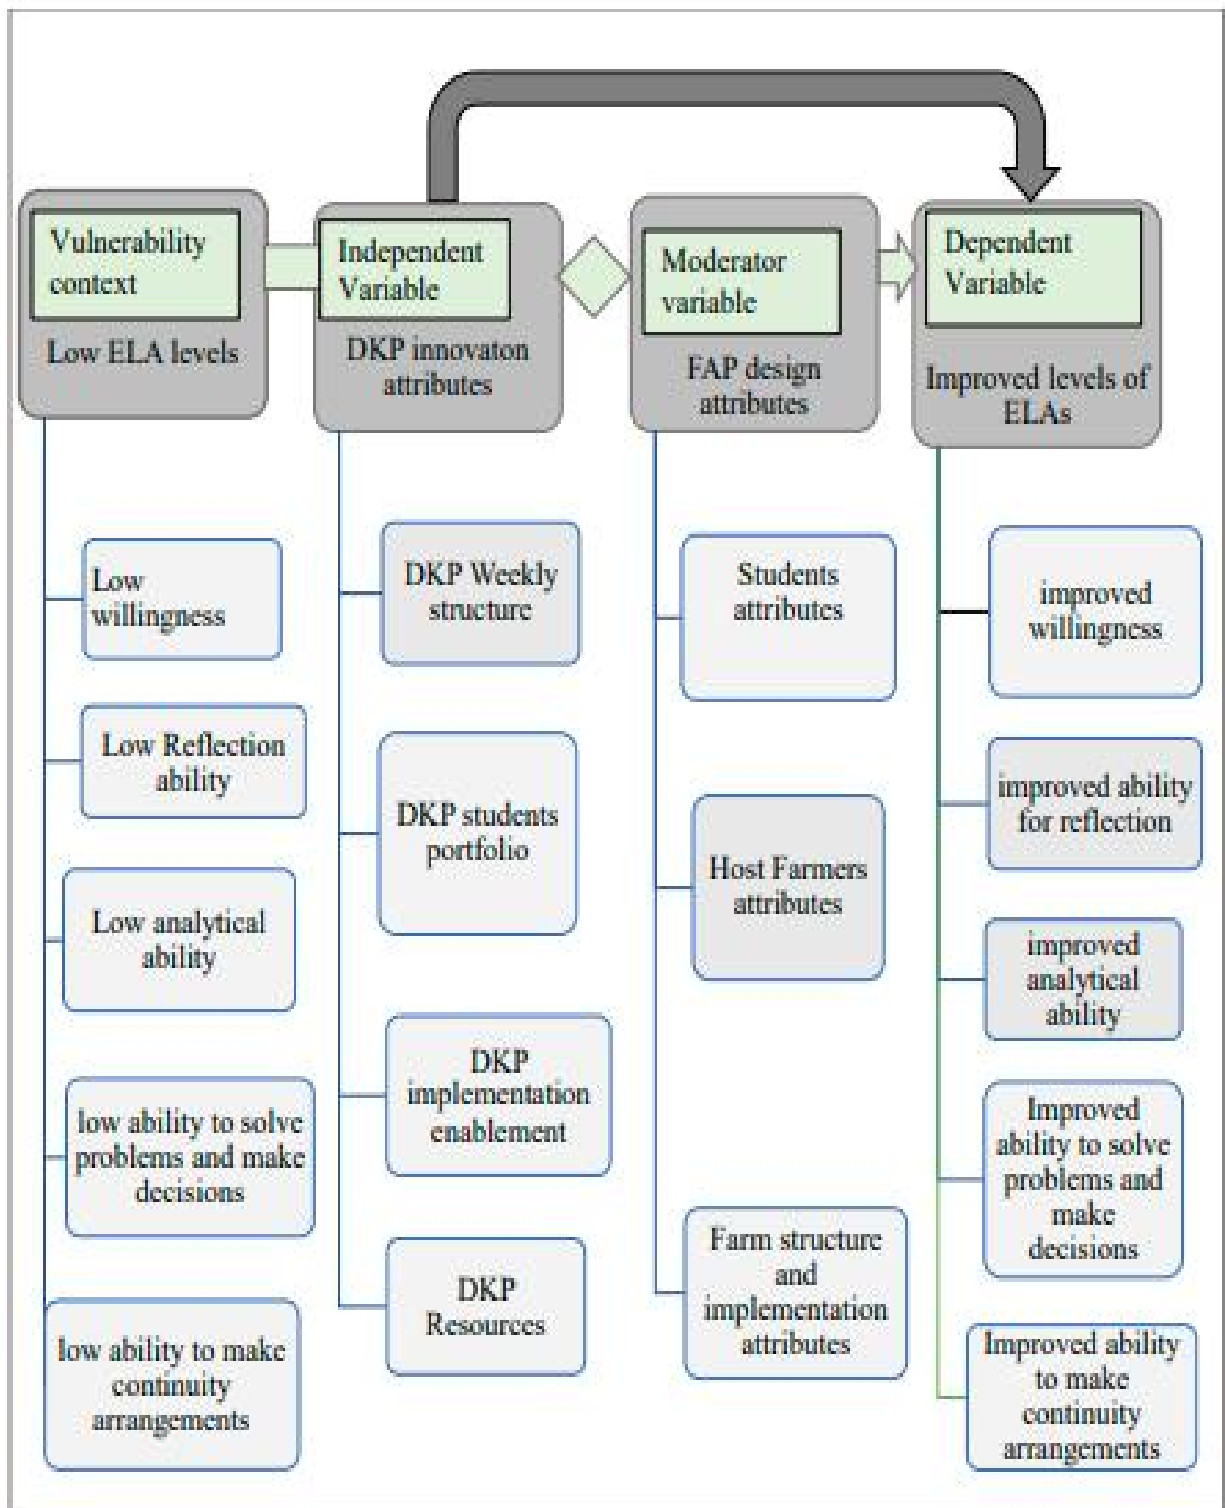 Vulnerability
context
Low ELA levels
Independent
Variable
DKP innovaton
attributes
Moderator
variable
FAP design
attributes
Dependent
Variable
Improved levels of
ELAs
Low
willingness
Low Reflection
ability
Low analytical
ability
low ability to solve
problems and make
decisions
low ability to make
continuity
arrangements
DKP Weekly
structure
DKP students
portfolio
DKP
implementation
enablement
DKP
Resources
Students
attributes
Host Farmers
attributes
Farm structure
and
implementation
attributes
improved
willingness
improved ability
for reflection
improved
analytical
ability
Improved
ability to solve
problems and
make
decisions
Improved ability
to make
continuity
arrangements